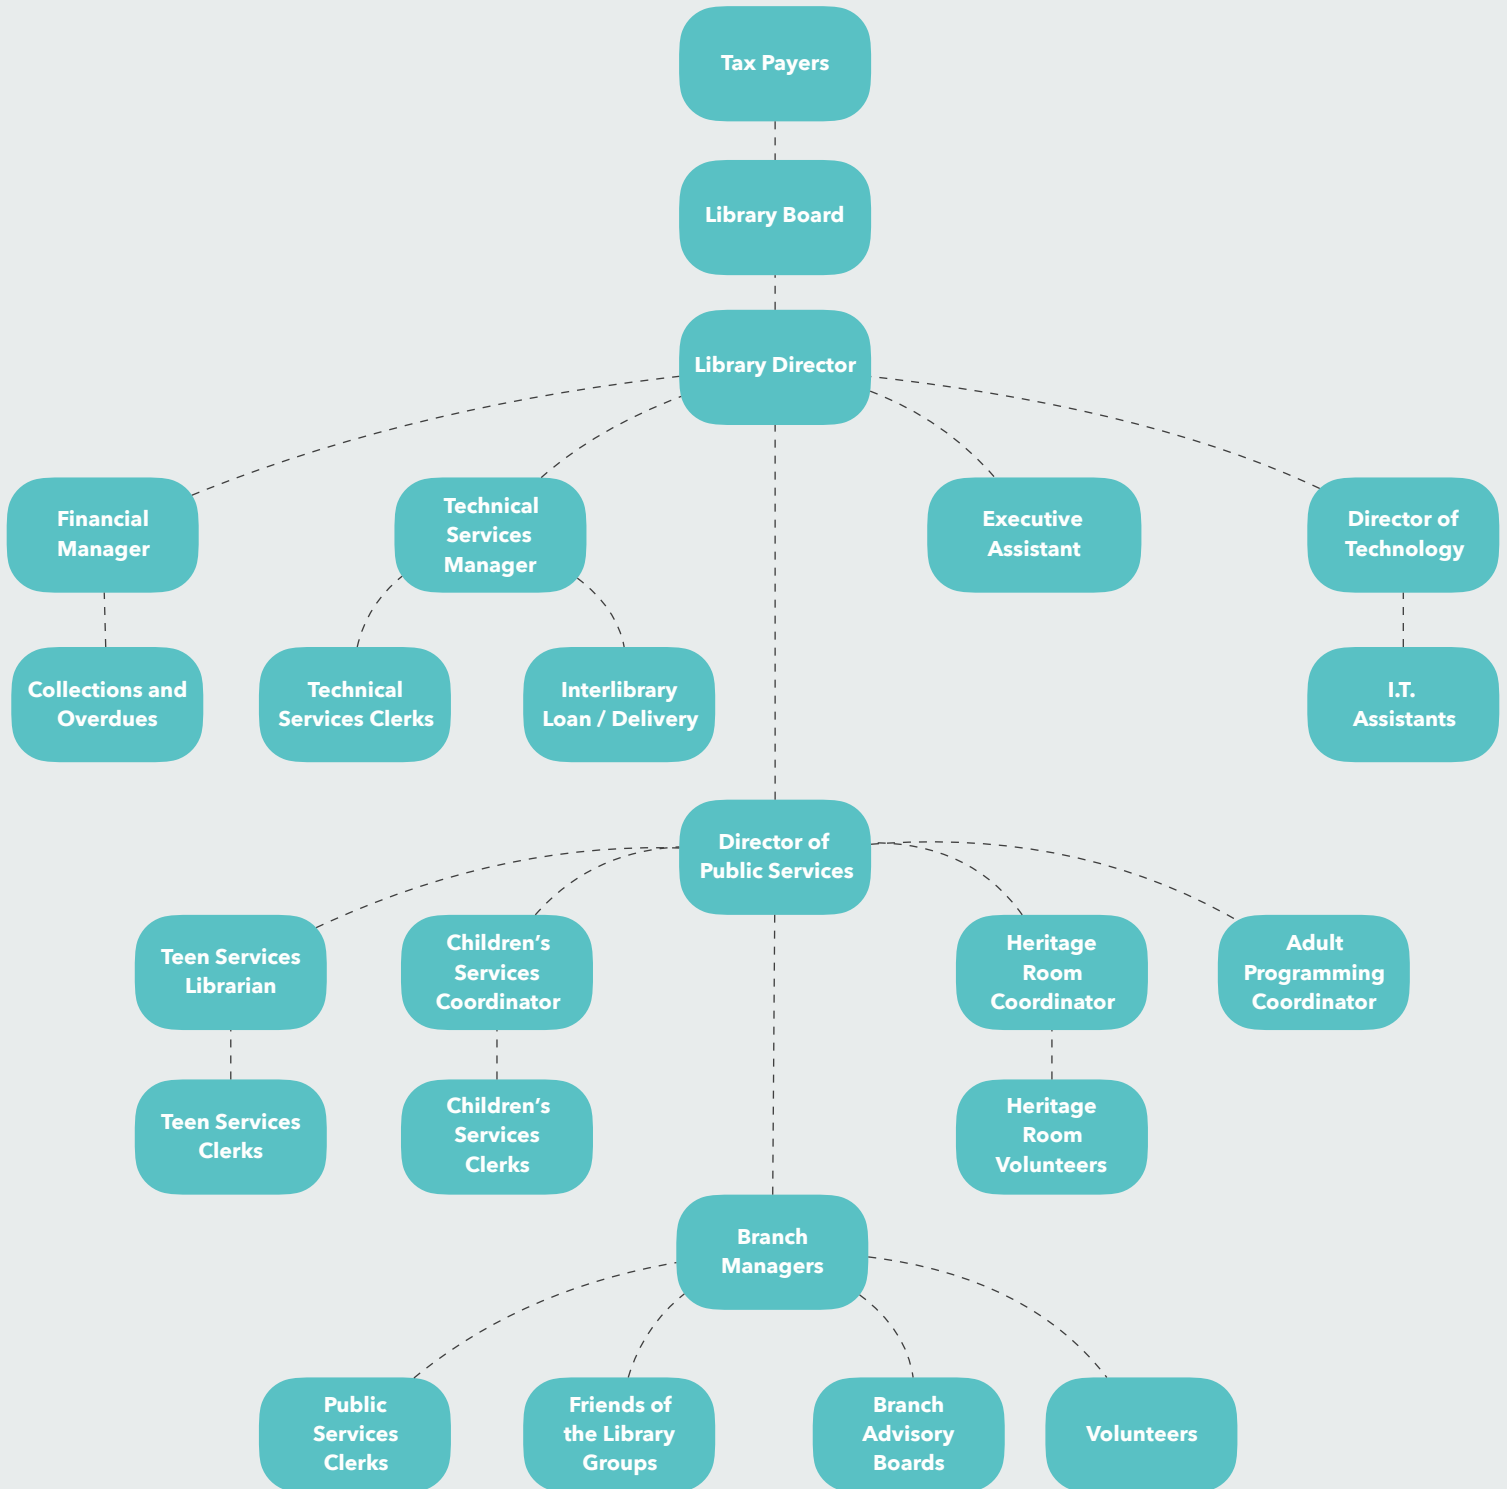 Tax Payers
Library Board
Library Director
Financial
Manager
Technical
Services
Manager
Executive
Assistant
Director of
Technology
Collections and
Overdues
Technical
Services Clerks
Interlibrary
Loan / Delivery
I.T.
Assistants
Director of
Public Services
Teen Services
Librarian
Children’s
Services
Coordinator
Heritage
Room
Coordinator
Adult
Programming
Coordinator
Teen Services
Clerks
Children’s
Services
Clerks
Heritage
Room
Volunteers
Branch
Managers
Public
Services
Clerks
Friends of
the Library
Groups
Branch
Advisory
Boards
Volunteers